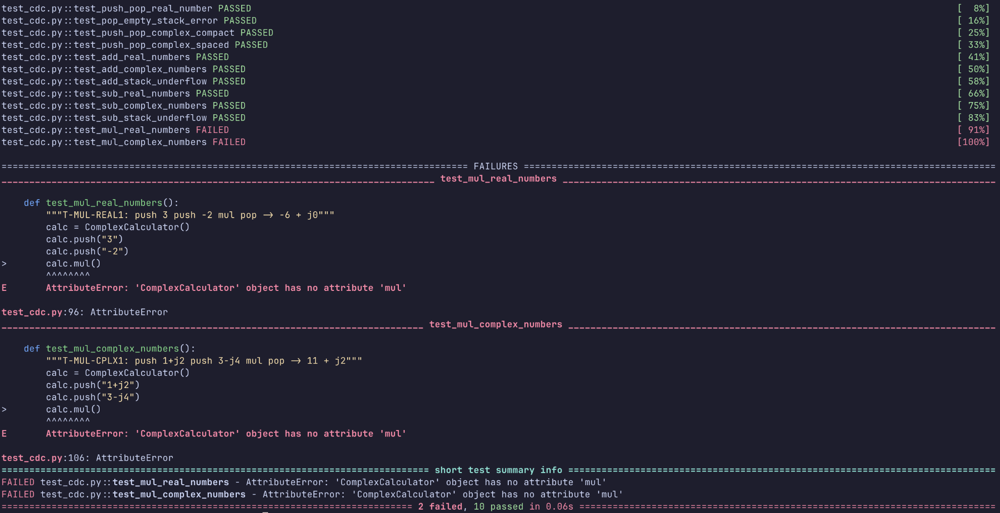 test_cdc.py::test_push_pop_real_number PASSED [  8%]
test_cdc.py::test_pop_empty_stack_error PASSED [ 16%]
test_cdc.py::test_push_pop_complex_compact PASSED [ 25%]
test_cdc.py::test_push_pop_complex_spaced PASSED [ 33%]
test_cdc.py::test_add_real_numbers PASSED [ 41%]
test_cdc.py::test_add_complex_numbers PASSED [ 50%]
test_cdc.py::test_add_stack_underflow PASSED [ 58%]
test_cdc.py::test_sub_real_numbers PASSED [ 66%]
test_cdc.py::test_sub_complex_numbers PASSED [ 75%]
test_cdc.py::test_sub_stack_underflow PASSED [ 83%]
test_cdc.py::test_mul_real_numbers FAILED [ 91%]
test_cdc.py::test_mul_complex_numbers FAILED [100%]
=================================== FAILURES ===================================
___________________________________ test_mul_real_numbers ___________________________________
    def test_mul_real_numbers():
        """T-MUL-REAL1: push 3 push -2 mul pop -> -6 + j0"""
        calc = ComplexCalculator()
        calc.push("3")
        calc.push("-2")
>       calc.mul()
        ^^^^^^^^
E       AttributeError: 'ComplexCalculator' object has no attribute 'mul'
test_cdc.py:96: AttributeError
___________________________________ test_mul_complex_numbers ___________________________________
    def test_mul_complex_numbers():
        """T-MUL-CPLX1: push 1+j2 push 3-j4 mul pop -> 11 + j2"""
        calc = ComplexCalculator()
        calc.push("1+j2")
        calc.push("3-j4")
>       calc.mul()
        ^^^^^^^^
E       AttributeError: 'ComplexCalculator' object has no attribute 'mul'
test_cdc.py:106: AttributeError
=================================== short test summary info ===================================
FAILED test_cdc.py::test_mul_real_numbers - AttributeError: 'ComplexCalculator' object has no attribute 'mul'
FAILED test_cdc.py::test_mul_complex_numbers - AttributeError: 'ComplexCalculator' object has no attribute 'mul'
=================================== 2 failed, 10 passed in 0.06s ===================================